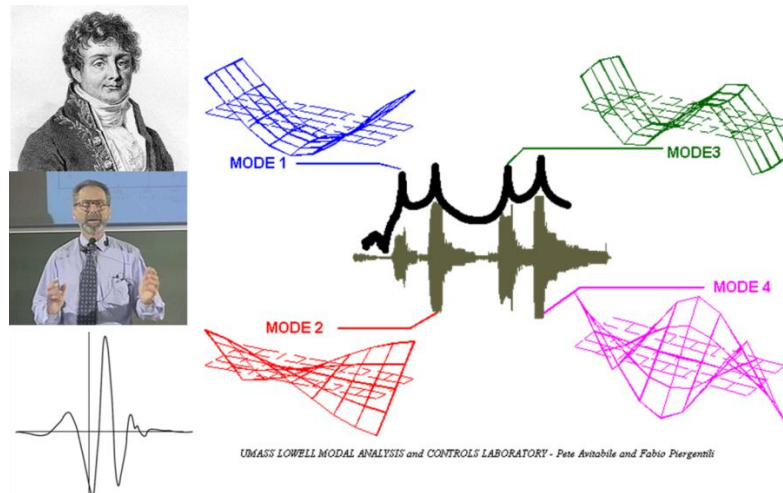 MODE 1
MODE3
MODE 2
MODE 4
UMASS LOWELL MODAL ANALYSIS and CONTROLS LABORATORY - Pete Avitabile and Fabio Piergentili